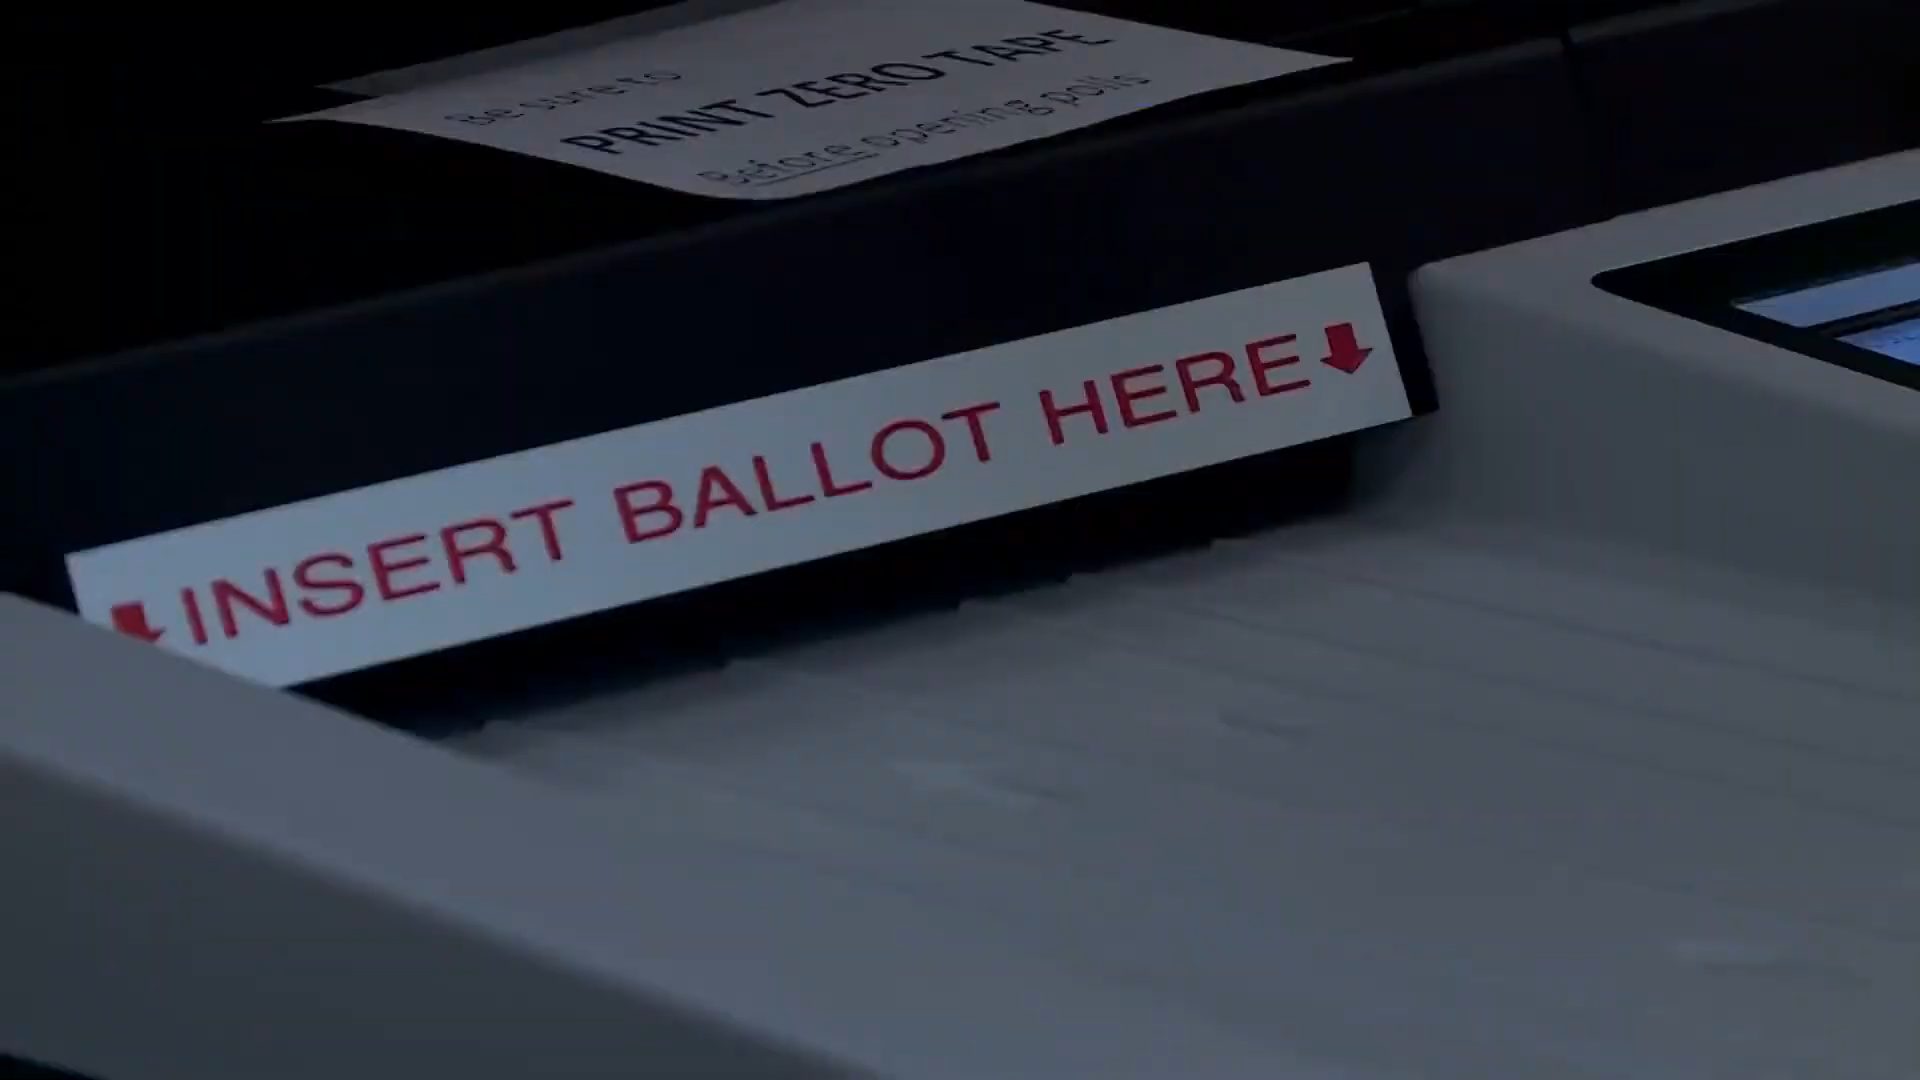 Be sure to
PRINT ZERO TAPE
Before opening polls
INSERT BALLOT HERE